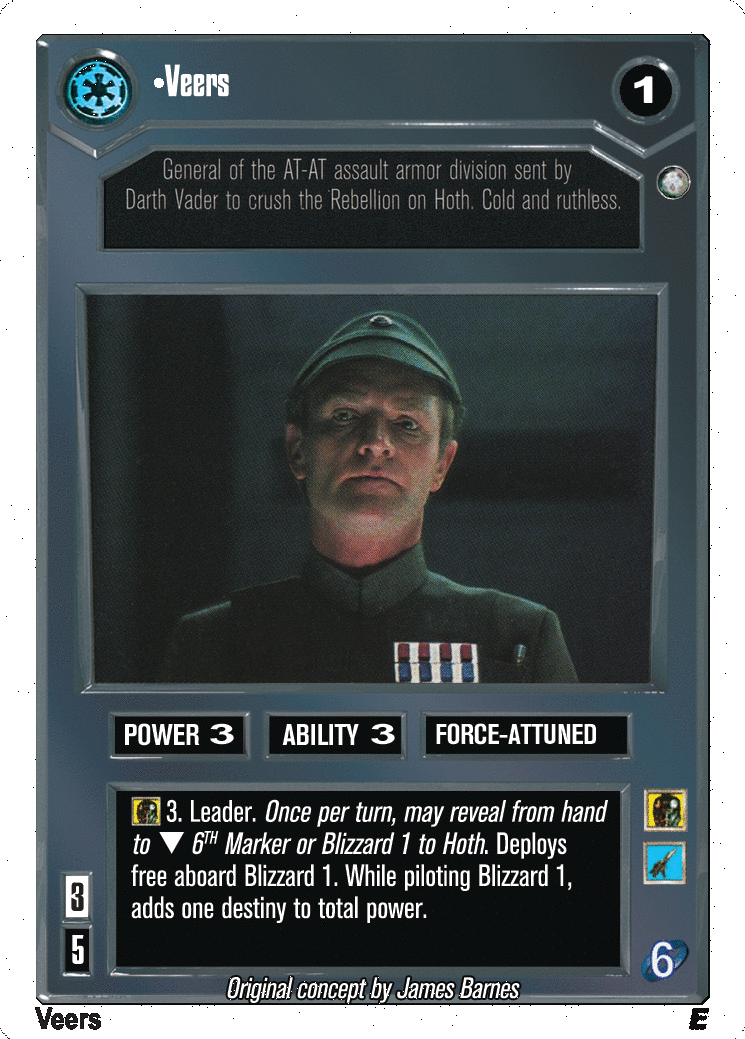 •Veers
1
General of the AT-AT assault armor division sent by
Darth Vader to crush the Rebellion on Hoth. Cold and ruthless.
POWER 3
ABILITY 3
FORCE-ATTUNED
3. Leader. Once per turn, may reveal from hand
to ▼ 6TH Marker or Blizzard 1 to Hoth. Deploys
free aboard Blizzard 1. While piloting Blizzard 1,
adds one destiny to total power.
3
5
6
Original concept by James Barnes
Veers
E